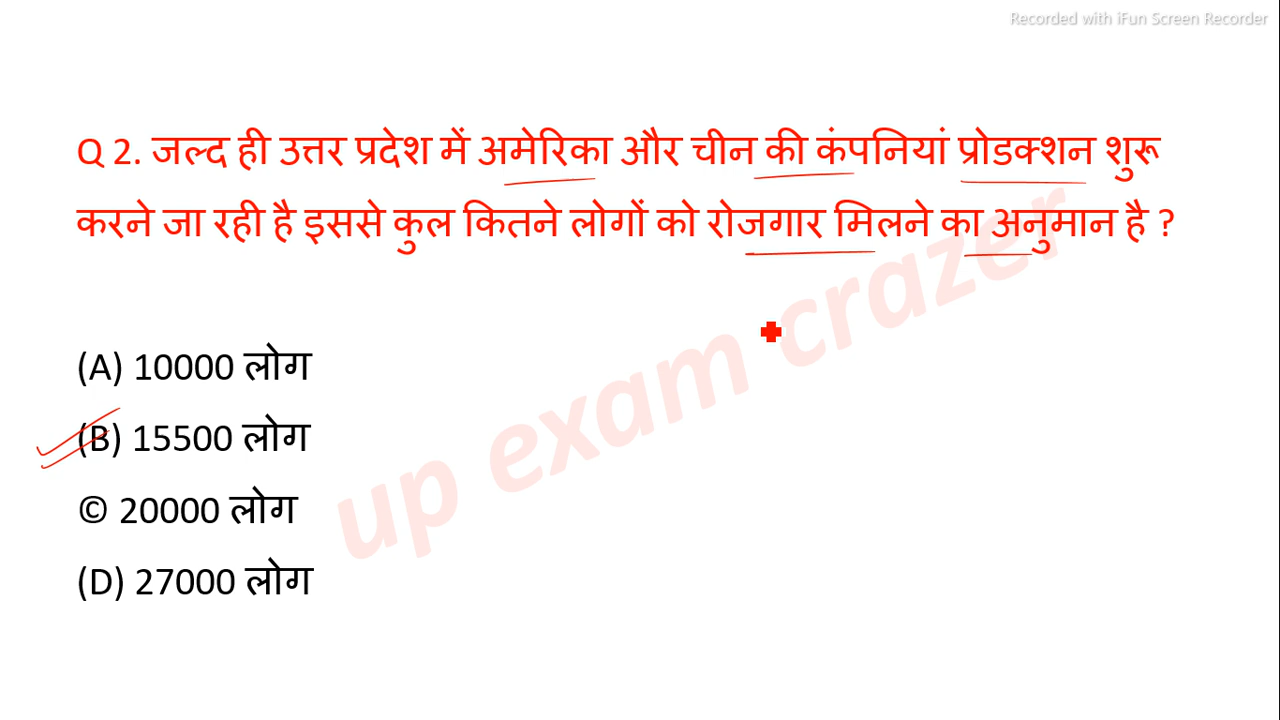 Recorded with iFun Screen Recorder
Q 2. जल्द ही उत्तर प्रदेश में अमेरिका और चीन की कंपनियां प्रोडक्शन शुरू
करने जा रही है इससे कुल कितने लोगों को रोजगार मिलने का अनुमान है ?
(A) 10000 लोग
(B) 15500 लोग
© 20000 लोग
(D) 27000 लोग
up exam crazer